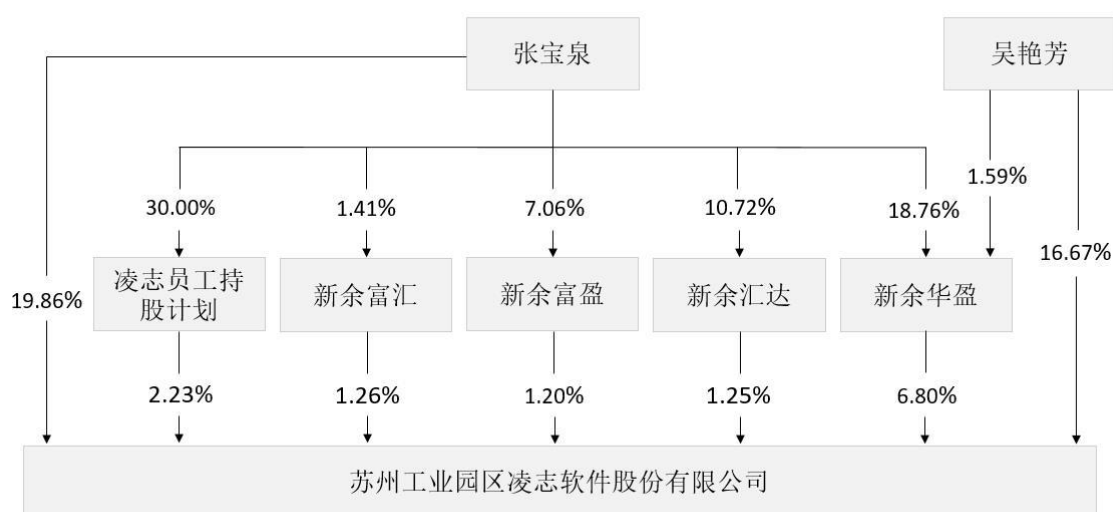 张宝泉
吴艳芳
1.59%
30.00%
1.41%
7.06%
10.72%
18.76%
19.86%
凌志员工持
股计划
新余富汇
新余富盈
新余汇达
新余华盈
16.67%
2.23%
1.26%
1.20%
1.25%
6.80%
苏州工业园区凌志软件股份有限公司